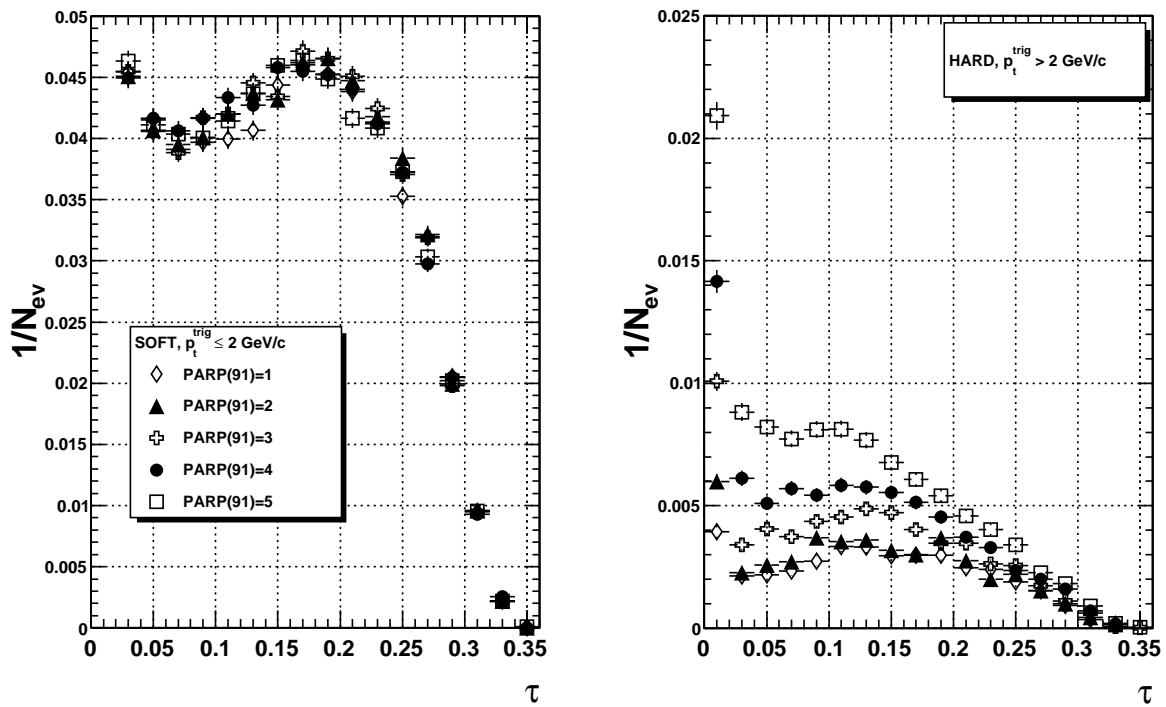 0.05
0.045
0.04
0.035
0.03
0.025
0.02
0.015
0.01
0.005
0
1/N_ev
SOFT, p_t^trig ≤ 2 GeV/c
PARP(91)=1
PARP(91)=2
PARP(91)=3
PARP(91)=4
PARP(91)=5
0 0.05 0.1 0.15 0.2 0.25 0.3 0.35
τ
0.025
0.02
0.015
0.01
0.005
0
1/N_ev
HARD, p_t^trig > 2 GeV/c
0 0.05 0.1 0.15 0.2 0.25 0.3 0.35
τ